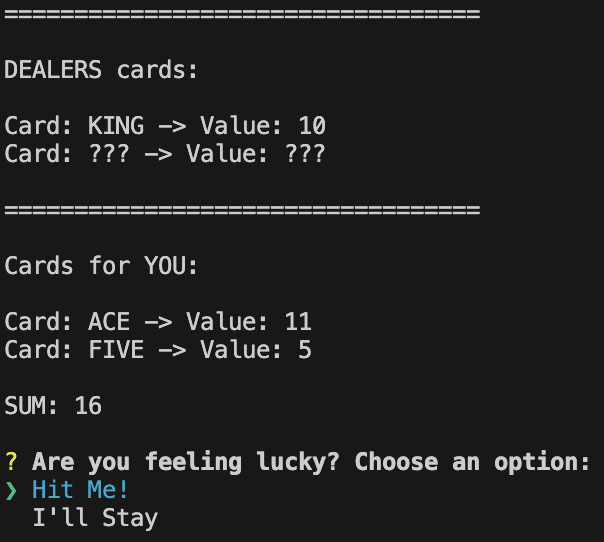 ==================================
DEALERS cards:
Card: KING —> Value: 10
Card: ??? —> Value: ???
==================================
Cards for YOU:
Card: ACE —> Value: 11
Card: FIVE —> Value: 5
SUM: 16
? Are you feeling lucky? Choose an option:
❯ Hit Me!
I'll Stay